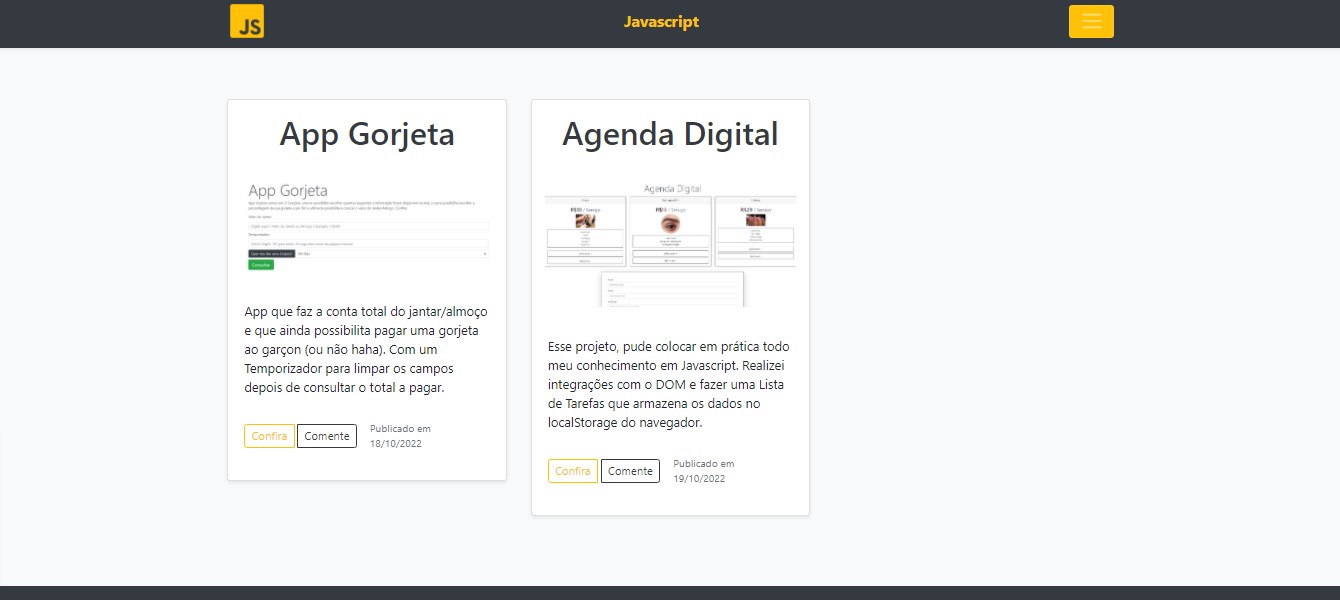 JS
Javascript
App Gorjeta
App Gorjeta
Consultar
App que faz a conta total do jantar/almoço
e que ainda possibilita pagar uma gorjeta
ao garçon (ou não haha). Com um
Temporizador para limpar os campos
depois de consultar o total a pagar.
Confira
Comente
Publicado em
18/10/2022
Agenda Digital
Agenda Digital
Esse projeto, pude colocar em prática todo
meu conhecimento em Javascript. Realizei
integrações com o DOM e fazer uma Lista
de Tarefas que armazena os dados no
localStorage do navegador.
Confira
Comente
Publicado em
19/10/2022